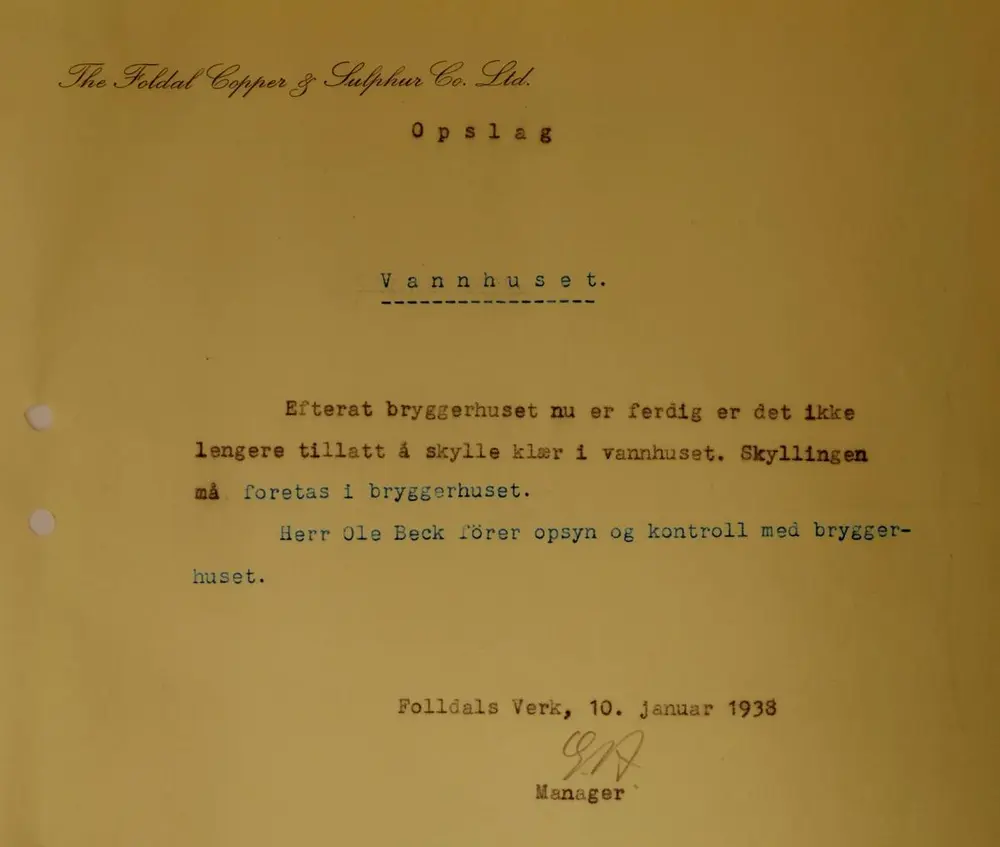 The Foldal Copper & Sulphur Co. Ltd.
Opslag
Vannhuset.
Efterat bryggerhuset nu er ferdig er det ikke
lengere tillatt å skylle klær i vannhuset. Skyllingen
må foretas i bryggerhuset.
Herr Ole Beck förer opsyn og kontroll med brygger-
huset.
Folldals Verk, 10. januar 1938
Manager